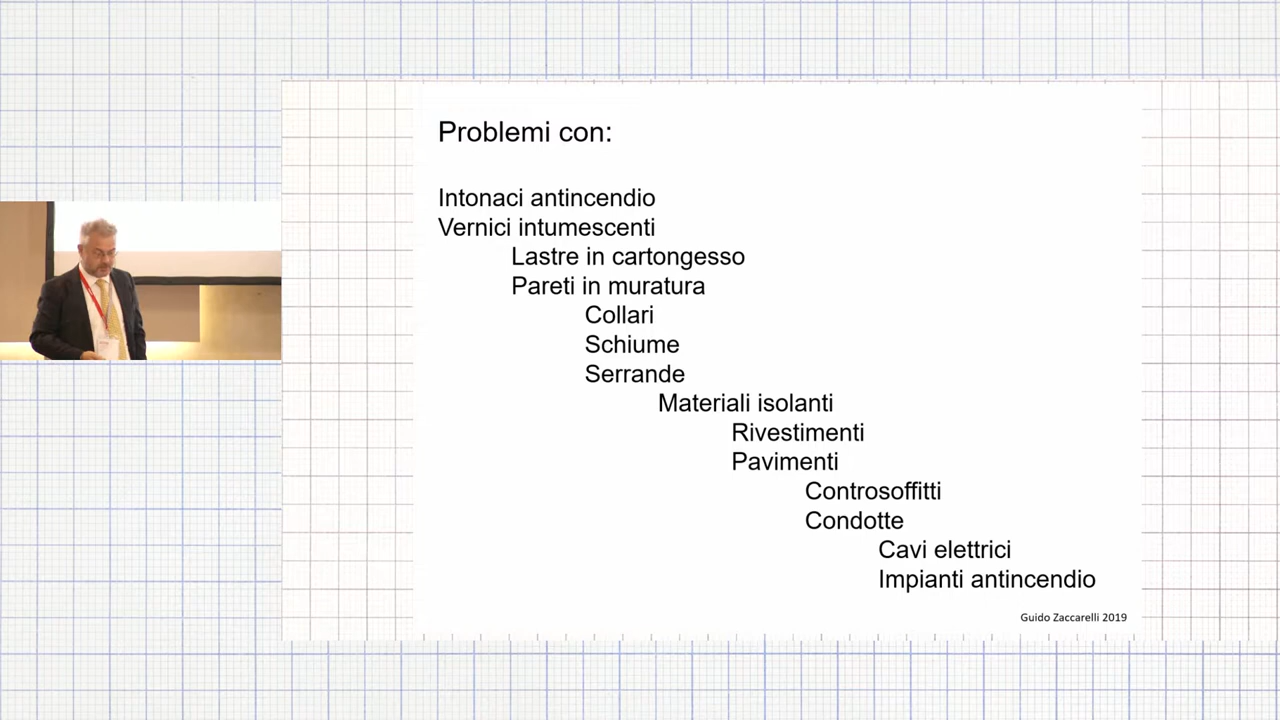 Problemi con:
Intonaci antincendio
Vernici intumescenti
Lastre in cartongesso
Pareti in muratura
Collari
Schiume
Serrande
Materiali isolanti
Rivestimenti
Pavimenti
Controsoffitti
Condotte
Cavi elettrici
Impianti antincendio
Guido Zaccarelli 2019